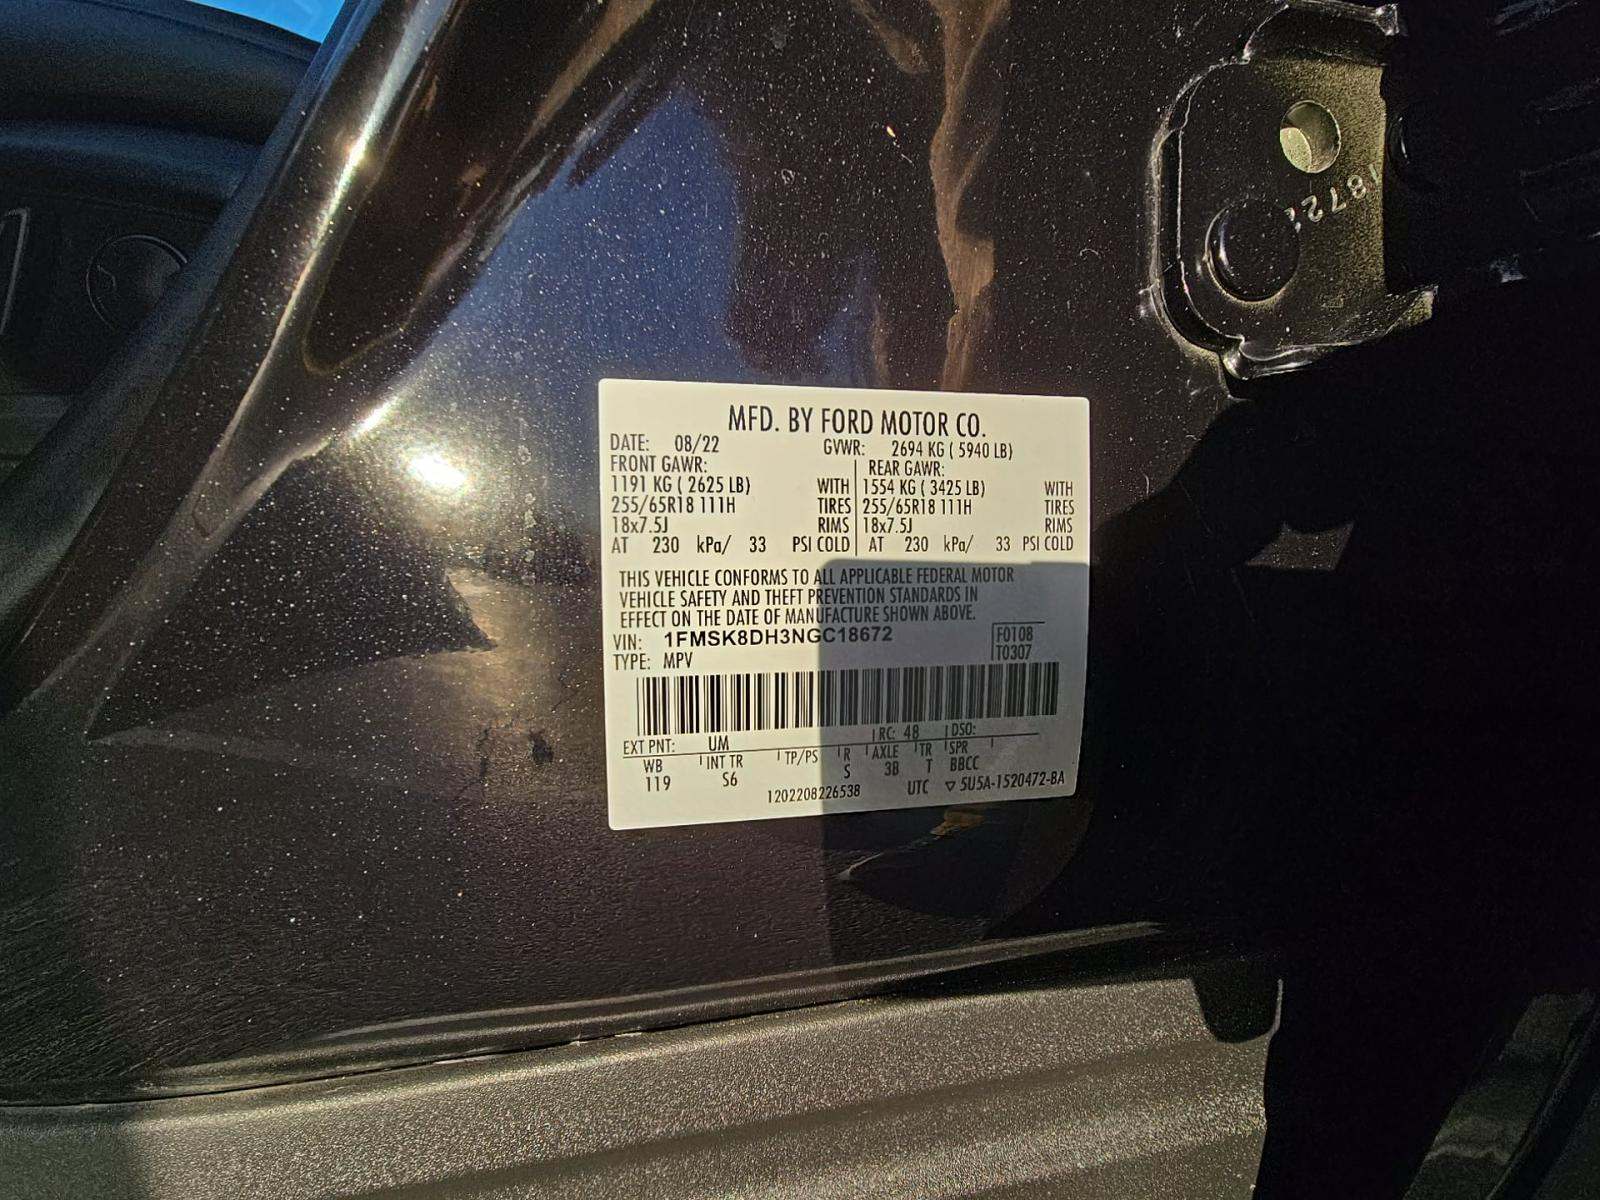 1872
MFD. BY FORD MOTOR CO.
DATE: 08/22 GVWR: 2694 KG ( 5940 LB)
FRONT GAWR: REAR GAWR:
1191 KG ( 2625 LB) WITH 1554 KG ( 3425 LB) WITH
255/65R18 111H TIRES 255/65R18 111H TIRES
18x7.5J RIMS 18x7.5J RIMS
AT 230 kPa/ 33 PSI COLD AT 230 kPa/ 33 PSI COLD
THIS VEHICLE CONFORMS TO ALL APPLICABLE FEDERAL MOTOR
VEHICLE SAFETY AND THEFT PREVENTION STANDARDS IN
EFFECT ON THE DATE OF MANUFACTURE SHOWN ABOVE.
VIN: 1FMSK8DH3NGC18672 F0108
TYPE: MPV T0307
EXT PNT: UM RC: 48 DSO:
WB INT TR TP/PS R AXLE TR SPR
119 S6 S 3B T BBCC
1202208226538 UTC ▽ 5U5A-1520472-BA